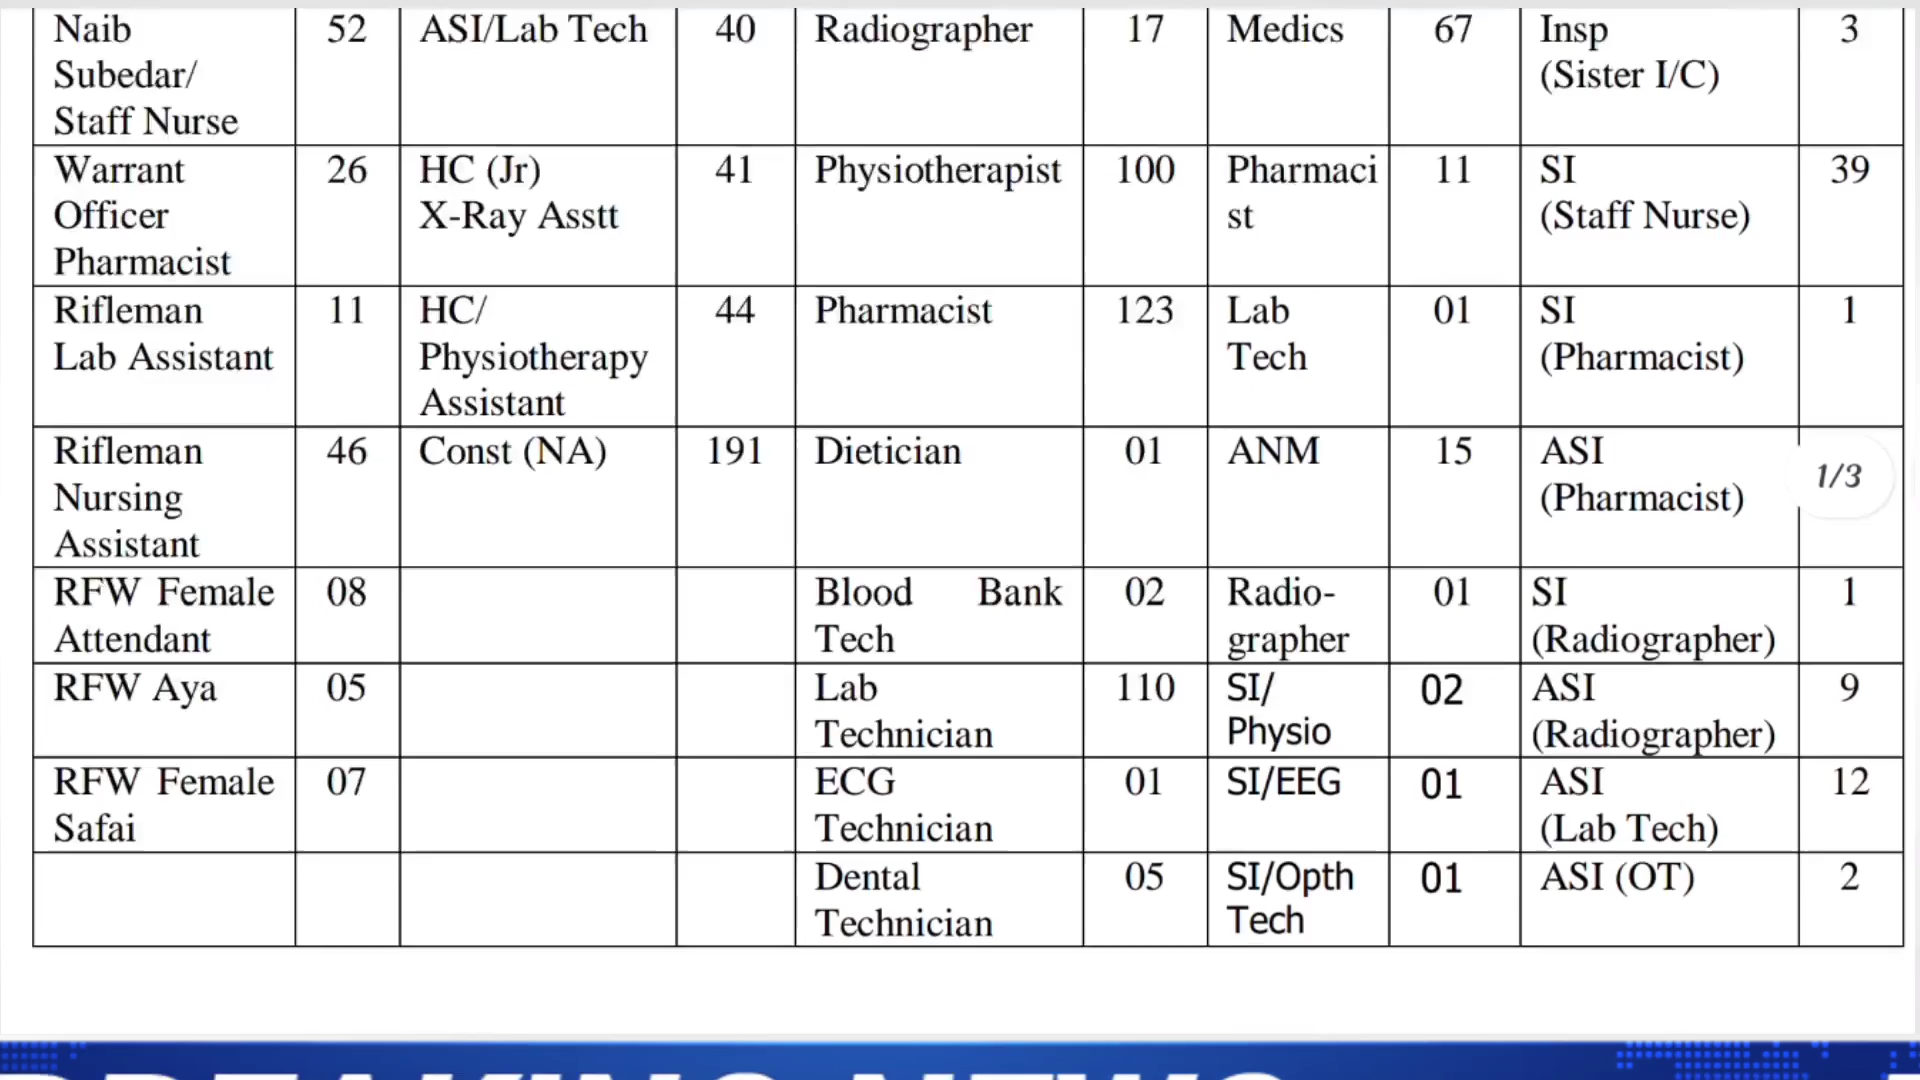 Naib
Subedar/
Staff Nurse
52
ASI/Lab Tech
40
Radiographer
17
Medics
67
Insp
(Sister I/C)
3
Warrant
Officer
Pharmacist
26
HC (Jr)
X-Ray Asstt
41
Physiotherapist
100
Pharmaci
st
11
SI
(Staff Nurse)
39
Rifleman
Lab Assistant
11
HC/
Physiotherapy
Assistant
44
Pharmacist
123
Lab
Tech
01
SI
(Pharmacist)
1
Rifleman
Nursing
Assistant
46
Const (NA)
191
Dietician
01
ANM
15
ASI
(Pharmacist)
1/3
RFW Female
Attendant
08
Blood Bank
Tech
02
Radio-
grapher
01
SI
(Radiographer)
1
RFW Aya
05
Lab
Technician
110
SI/
Physio
02
ASI
(Radiographer)
9
RFW Female
Safai
07
ECG
Technician
01
SI/EEG
01
ASI
(Lab Tech)
12
Dental
Technician
05
SI/Opth
Tech
01
ASI (OT)
2
BREAKING NEWS